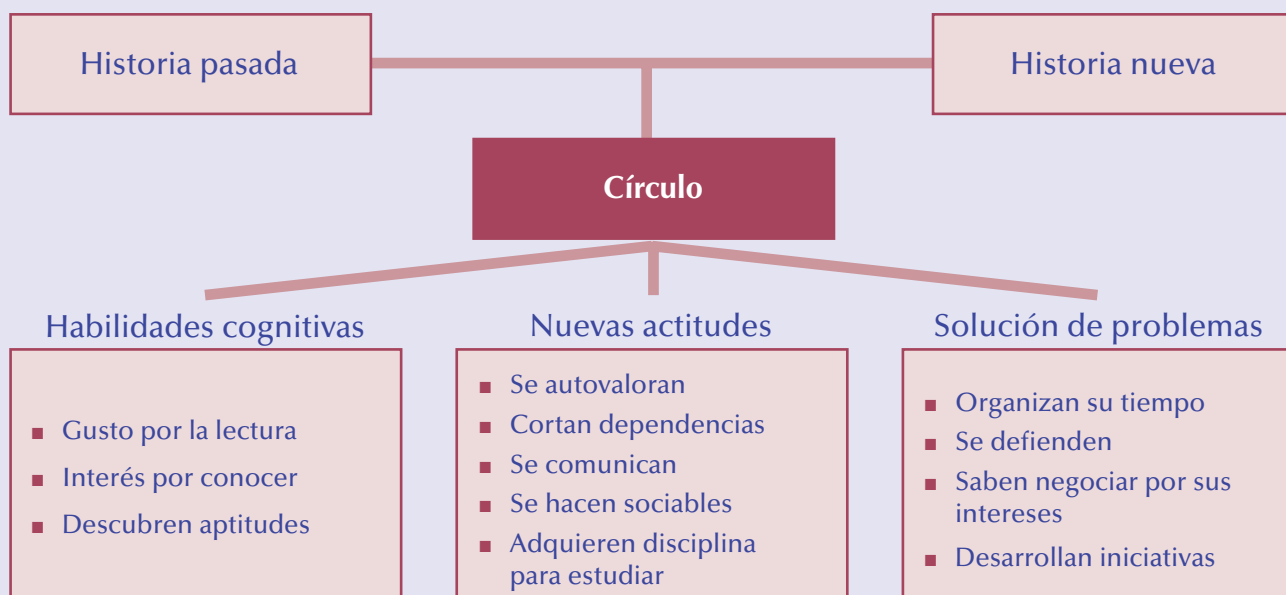 Historia pasada
Historia nueva
Círculo
Habilidades cognitivas
■ Gusto por la lectura
■ Interés por conocer
■ Descubren aptitudes
Nuevas actitudes
■ Se autovaloran
■ Cortan dependencias
■ Se comunican
■ Se hacen sociables
■ Adquieren disciplina
para estudiar
Solución de problemas
■ Organizan su tiempo
■ Se defienden
■ Saben negociar por sus
intereses
■ Desarrollan iniciativas